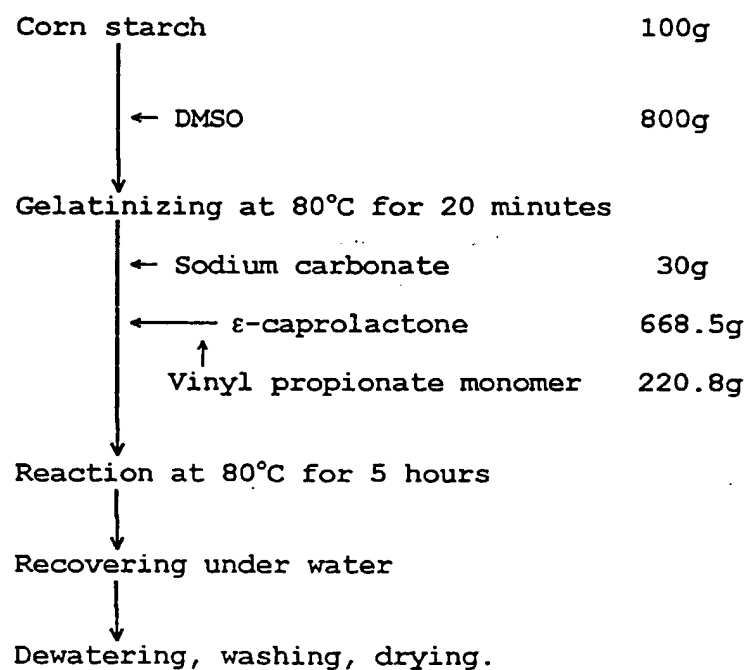 Corn starch 100g
← DMSO 800g
Gelatinizing at 80°C for 20 minutes
← Sodium carbonate 30g
← ε-caprolactone 668.5g
↑
Vinyl propionate monomer 220.8g
Reaction at 80°C for 5 hours
Recovering under water
Dewatering, washing, drying.